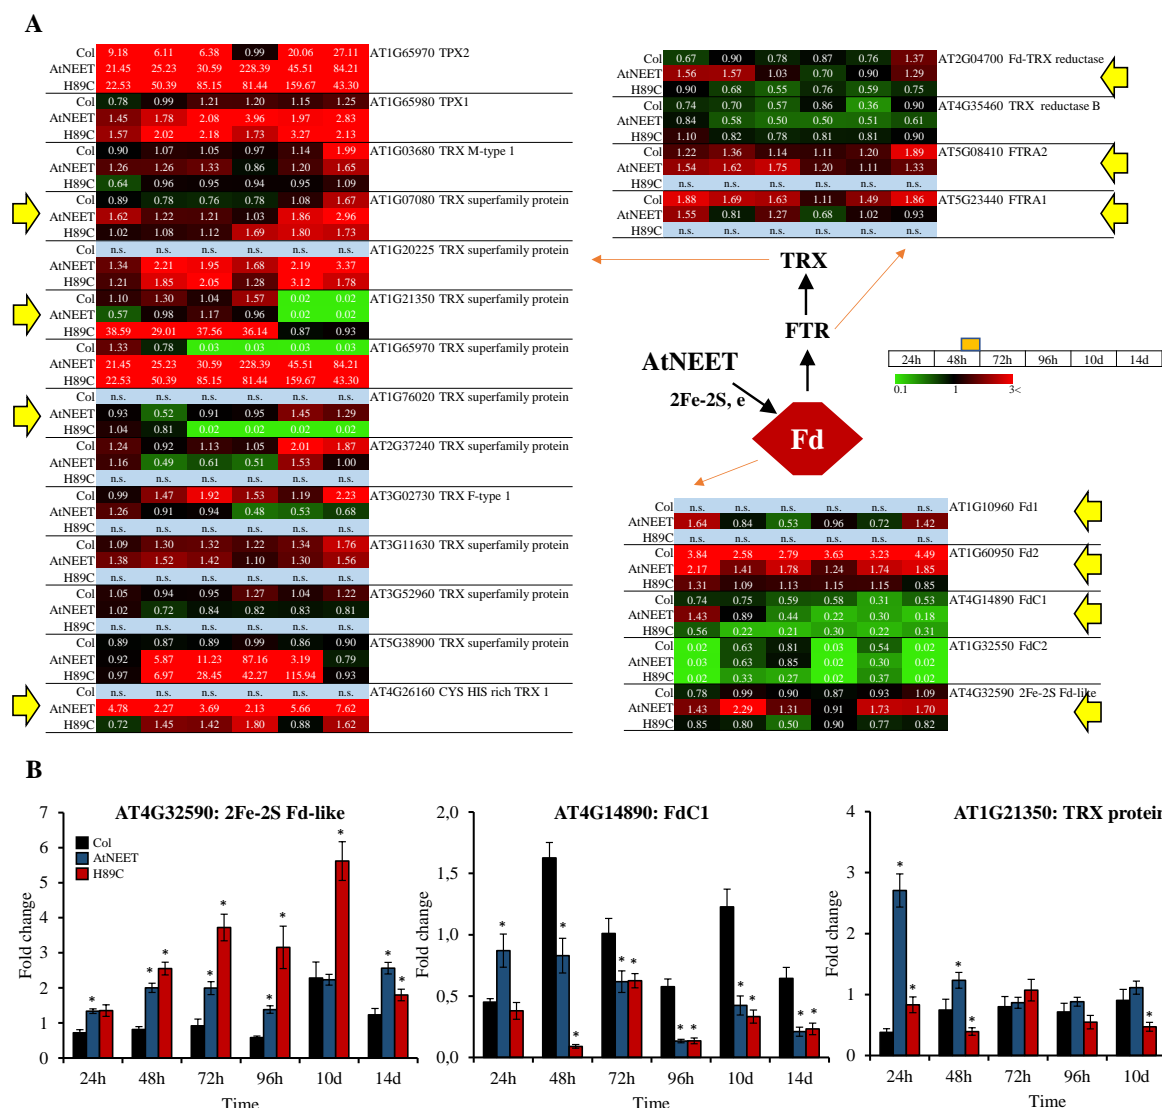 A
Col 9.18 6.11 6.38 0.99 20.06 27.11 AT1G65970 TPX2
AtNEET 21.45 25.23 30.59 228.39 45.51 84.21
H89C 22.53 50.39 85.15 81.44 159.67 43.30
Col 0.78 0.99 1.21 1.20 1.15 1.25 AT1G65980 TPX1
AtNEET 1.45 1.78 2.08 3.96 1.97 2.83
H89C 1.57 2.02 2.18 1.73 3.27 2.13
Col 0.90 1.07 1.05 0.97 1.14 1.99 AT1G03680 TRX M-type 1
AtNEET 1.26 1.26 1.33 0.86 1.20 1.65
H89C 0.64 0.96 0.95 0.94 0.95 1.09
Col 0.89 0.78 0.76 0.78 1.08 1.67 AT1G07080 TRX superfamily protein
AtNEET 1.62 1.22 1.21 1.03 1.86 2.96
H89C 1.02 1.08 1.12 1.69 1.80 1.73
Col n.s. n.s. n.s. n.s. n.s. n.s. AT1G20225 TRX superfamily protein
AtNEET 1.34 2.21 1.95 1.68 2.19 3.37
H89C 1.21 1.85 2.05 1.28 3.12 1.78
Col 1.10 1.30 1.04 1.57 0.02 0.02 AT1G21350 TRX superfamily protein
AtNEET 0.57 0.98 1.17 0.96 0.02 0.02
H89C 38.59 29.01 37.56 36.14 0.87 0.93
Col 1.33 0.78 0.03 0.03 0.03 0.03 AT1G65970 TRX superfamily protein
AtNEET 21.45 25.23 30.59 228.39 45.51 84.21
H89C 22.53 50.39 85.15 81.44 159.67 43.30
Col n.s. n.s. n.s. n.s. n.s. n.s. AT1G76020 TRX superfamily protein
AtNEET 0.93 0.52 0.91 0.95 1.45 1.29
H89C 1.04 0.81 0.02 0.02 0.02 0.02
Col 1.24 0.92 1.13 1.05 2.01 1.87 AT2G37240 TRX superfamily protein
AtNEET 1.16 0.49 0.61 0.51 1.53 1.00
H89C n.s. n.s. n.s. n.s. n.s. n.s.
Col 0.99 1.47 1.92 1.53 1.19 2.23 AT3G02730 TRX F-type 1
AtNEET 1.26 0.91 0.94 0.48 0.53 0.68
H89C n.s. n.s. n.s. n.s. n.s. n.s.
Col 1.09 1.30 1.32 1.22 1.34 1.76 AT3G11630 TRX superfamily protein
AtNEET 1.38 1.52 1.42 1.10 1.30 1.56
H89C n.s. n.s. n.s. n.s. n.s. n.s.
Col 1.05 0.94 0.95 1.27 1.04 1.22 AT3G52960 TRX superfamily protein
AtNEET 1.02 0.72 0.84 0.82 0.83 0.81
H89C n.s. n.s. n.s. n.s. n.s. n.s.
Col 0.89 0.87 0.89 0.99 0.86 0.90 AT5G38900 TRX superfamily protein
AtNEET 0.92 5.87 11.23 87.16 3.19 0.79
H89C 0.97 6.97 28.45 42.27 115.94 0.93
Col n.s. n.s. n.s. n.s. n.s. n.s. AT4G26160 CYS HIS rich TRX 1
AtNEET 4.78 2.27 3.69 2.13 5.66 7.62
H89C 0.72 1.45 1.42 1.80 0.88 1.62
Col 0.67 0.90 0.78 0.87 0.76 1.37 AT2G04700 Fd-TRX reductase
AtNEET 1.56 1.57 1.03 0.70 0.90 1.29
H89C 0.90 0.68 0.55 0.76 0.59 0.75
Col 0.74 0.70 0.57 0.86 0.36 0.90 AT4G35460 TRX reductase B
AtNEET 0.84 0.58 0.50 0.50 0.51 0.61
H89C 1.10 0.82 0.78 0.81 0.81 0.90
Col 1.22 1.36 1.14 1.11 1.20 1.89 AT5G08410 FTRA2
AtNEET 1.54 1.62 1.75 1.20 1.11 1.33
H89C n.s. n.s. n.s. n.s. n.s. n.s.
Col 1.88 1.69 1.63 1.11 1.49 1.86 AT5G23440 FTRA1
AtNEET 1.55 0.81 1.27 0.68 1.02 0.93
H89C n.s. n.s. n.s. n.s. n.s. n.s.
TRX
FTR
AtNEET
2Fe-2S, e
Fd
24h 48h 72h 96h 10d 14d
0.1 1 3<
Col n.s. n.s. n.s. n.s. n.s. n.s. AT1G10960 Fd1
AtNEET 1.64 0.84 0.53 0.96 0.72 1.42
H89C n.s. n.s. n.s. n.s. n.s. n.s.
Col 3.84 2.58 2.79 3.63 3.23 4.49 AT1G60950 Fd2
AtNEET 2.17 1.41 1.78 1.24 1.74 1.85
H89C 1.31 1.09 1.13 1.15 1.15 0.85
Col 0.74 0.75 0.59 0.58 0.31 0.53 AT4G14890 FdC1
AtNEET 1.43 0.89 0.44 0.22 0.30 0.18
H89C 0.56 0.22 0.21 0.30 0.22 0.31
Col 0.02 0.63 0.81 0.03 0.54 0.02 AT1G32550 FdC2
AtNEET 0.03 0.63 0.85 0.02 0.30 0.02
H89C 0.02 0.33 0.27 0.02 0.37 0.02
Col 0.78 0.99 0.90 0.87 0.93 1.09 AT4G32590 2Fe-2S Fd-like
AtNEET 1.43 2.29 1.31 0.91 1.73 1.70
H89C 0.85 0.80 0.50 0.90 0.77 0.82
B
AT4G32590: 2Fe-2S Fd-like
Col
AtNEET
H89C
Fold change
7
6
5
4
3
2
1
0
* * * * * * * * * *
24h 48h 72h 96h 10d 14d
Time
AT4G14890: FdC1
Fold change
2,0
1,5
1,0
0,5
0,0
* * * * * * * * * * *
24h 48h 72h 96h 10d 14d
Time
AT1G21350: TRX protein
Fold change
4
3
2
1
0
* * * * *
24h 48h 72h 96h 10d
Time